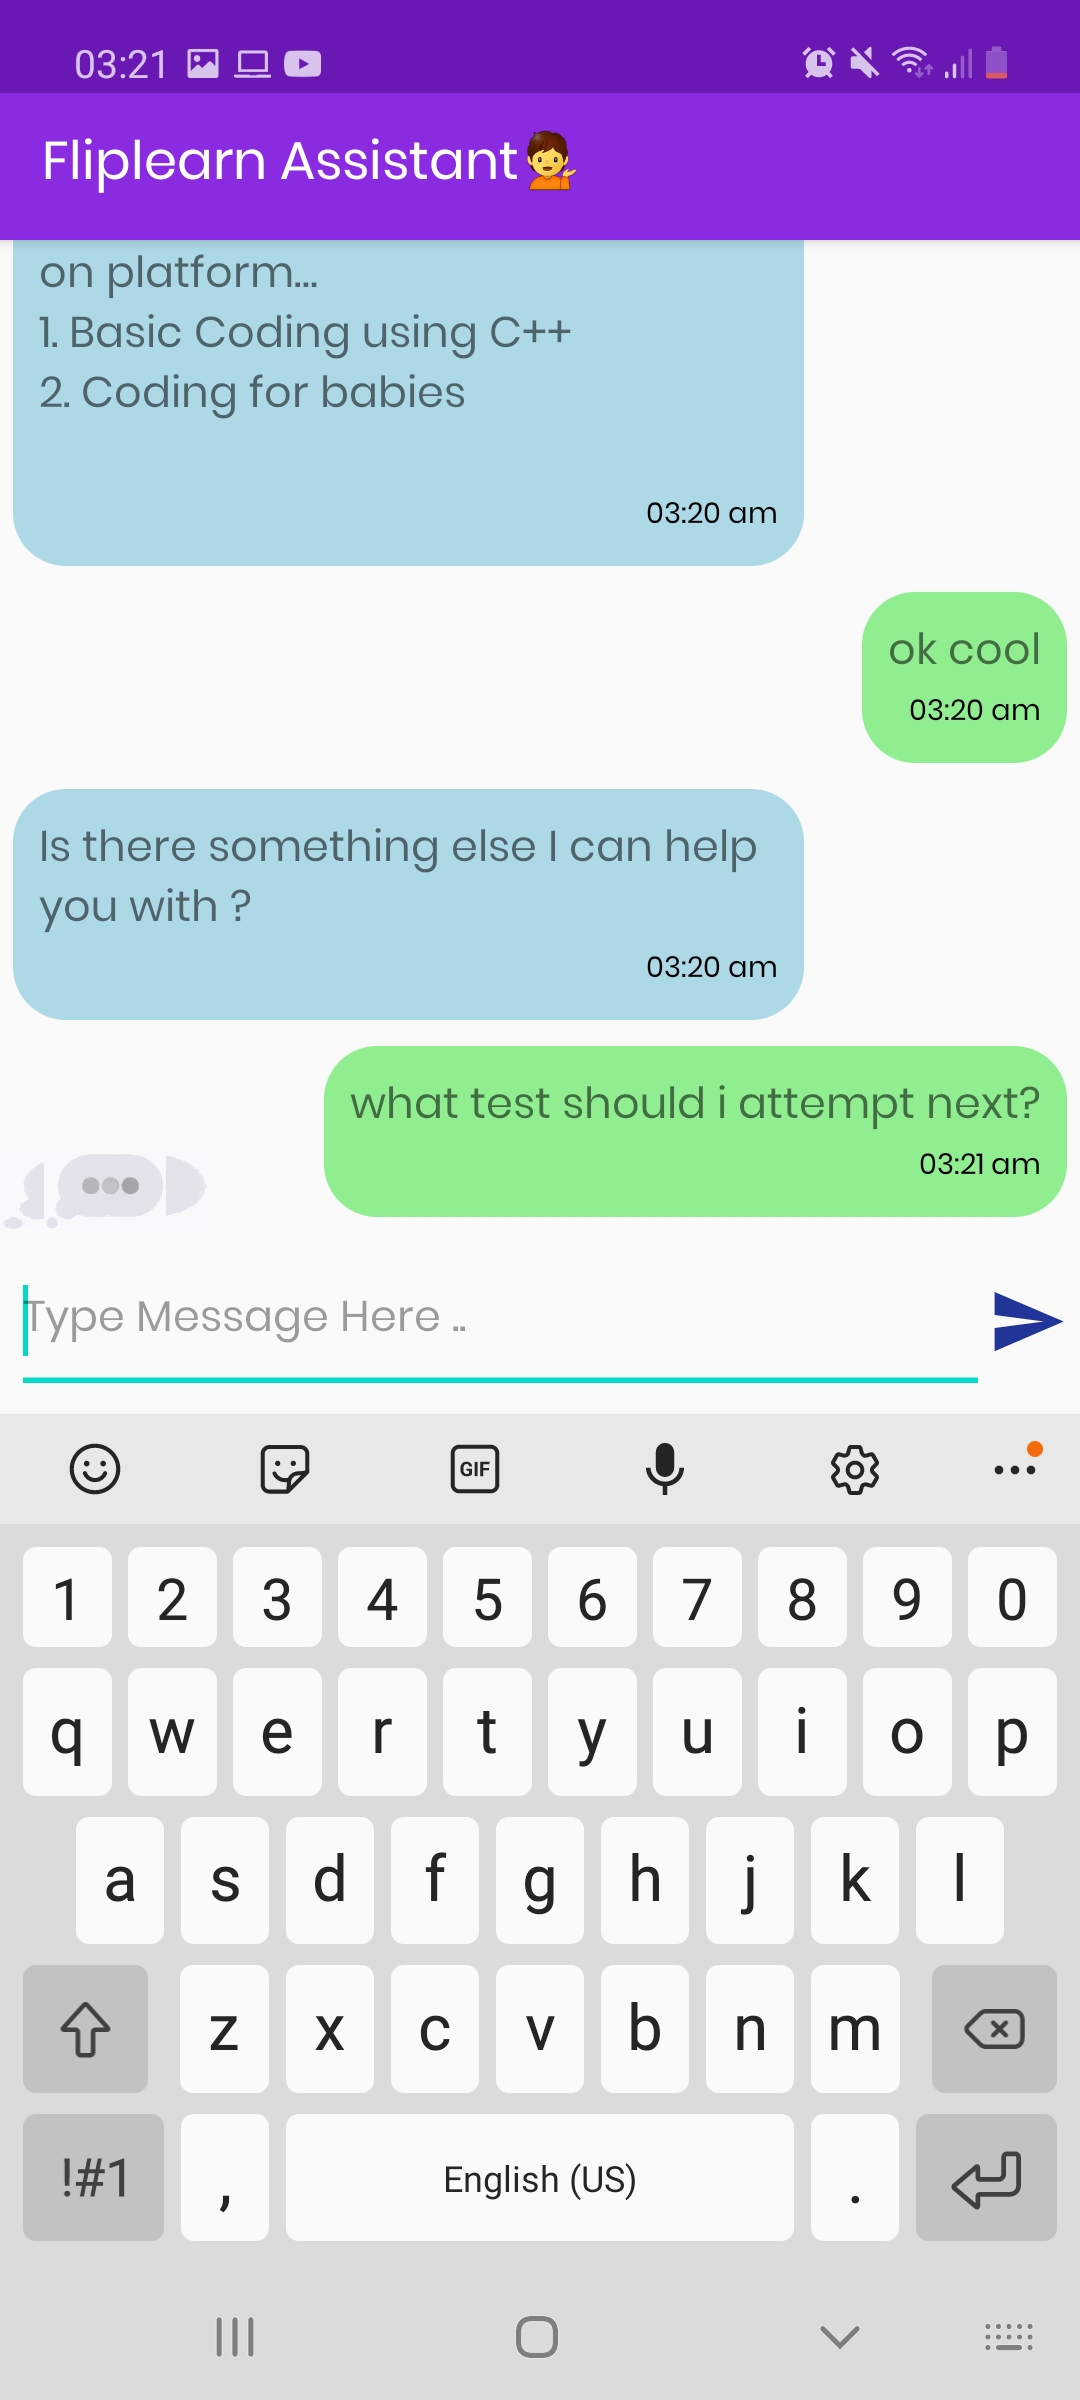 03:21
Fliplearn Assistant
on platform...
1. Basic Coding using C++
2. Coding for babies
03:20 am
ok cool
03:20 am
Is there something else I can help
you with ?
03:20 am
what test should i attempt next?
03:21 am
Type Message Here ..
GIF
1 2 3 4 5 6 7 8 9 0
q w e r t y u i o p
a s d f g h j k l
z x c v b n m
!#1 , English (US) .